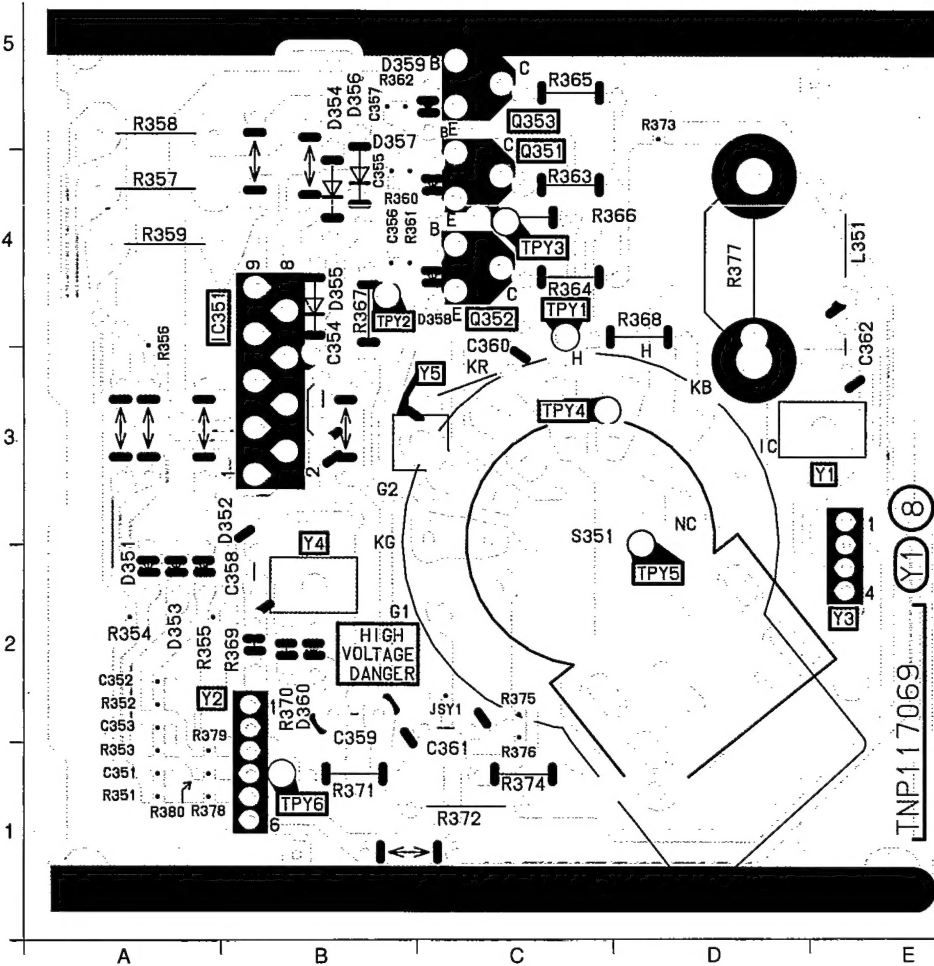 5
4
3
2
1
A
B
C
D
E
D359
R362
D354
D356
C357
B
C
E
R365
Q353
R358
R373
D357
C355
B
C
E
Q351
R357
R360
R363
C356
R361
R366
R359
TPY3
B
C
E
R377
L351
9
8
IC351
D355
C354
R367
TPY2
D358
Q352
R364
TPY1
R368
C362
R356
C360
H
H
KR
KB
Y5
TPY4
IC
Y1
1
2
G2
D352
S351
NC
1
4
Y3
8
Y1
KG
Y4
D351
C358
TPY5
G1
R354
D353
R355
R369
HIGH
VOLTAGE
DANGER
C352
R352
C353
R353
C351
R351
Y2
R379
R380
R378
1
6
R370
D360
C359
JSY1
C361
R375
R376
TPY6
R371
R374
R372
TNP117069